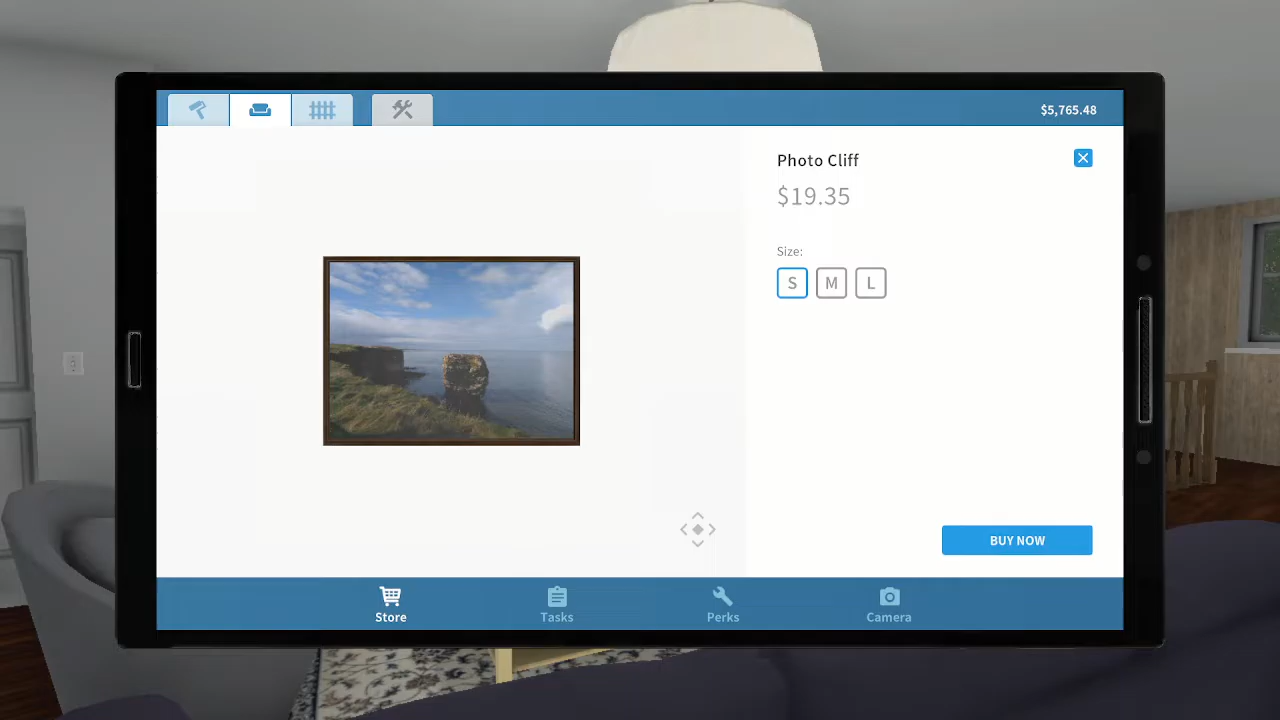 $5,765.48
Photo Cliff
$19.35
Size:
S M L
BUY NOW
Store Tasks Perks Camera